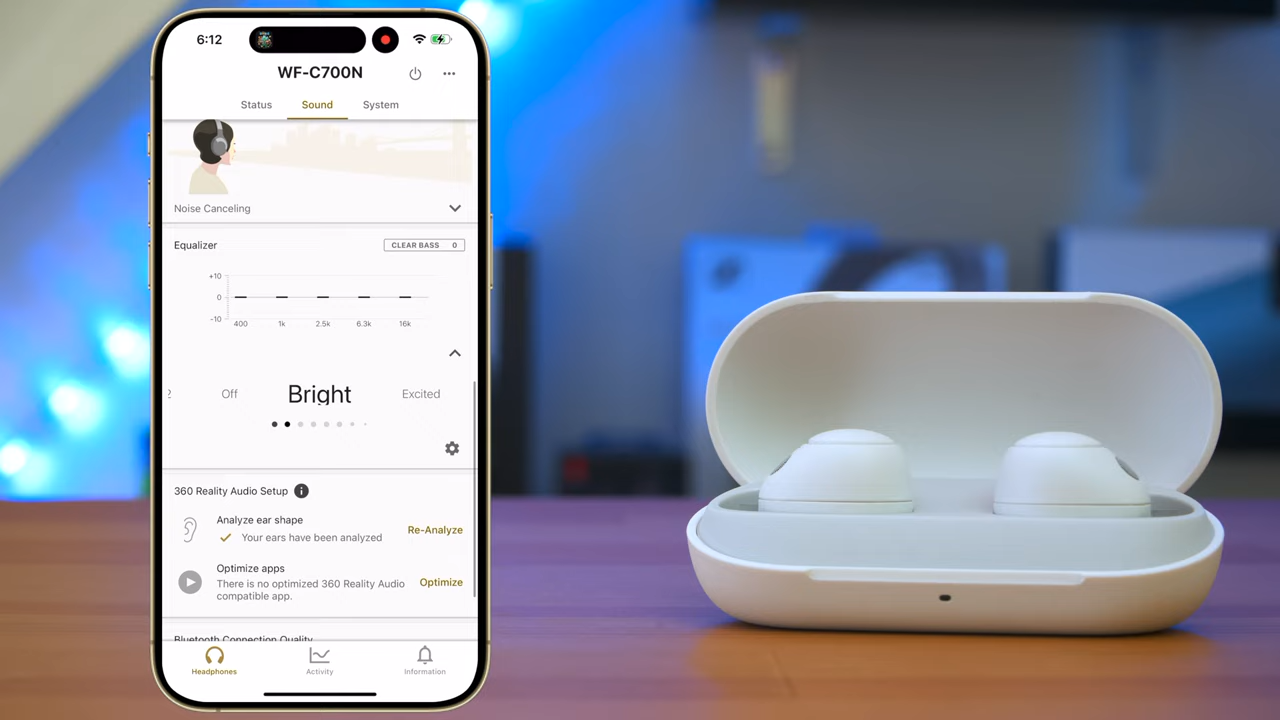 6:12
WF-C700N
Status Sound System
Noise Canceling
Equalizer
CLEAR BASS 0
+10
0
-10
400 1k 2.5k 6.3k 16k
2 Off Bright Excited
360 Reality Audio Setup
Analyze ear shape
Your ears have been analyzed
Re-Analyze
Optimize apps
There is no optimized 360 Reality Audio
compatible app.
Optimize
Bluetooth Connection Quality
Headphones Activity Information